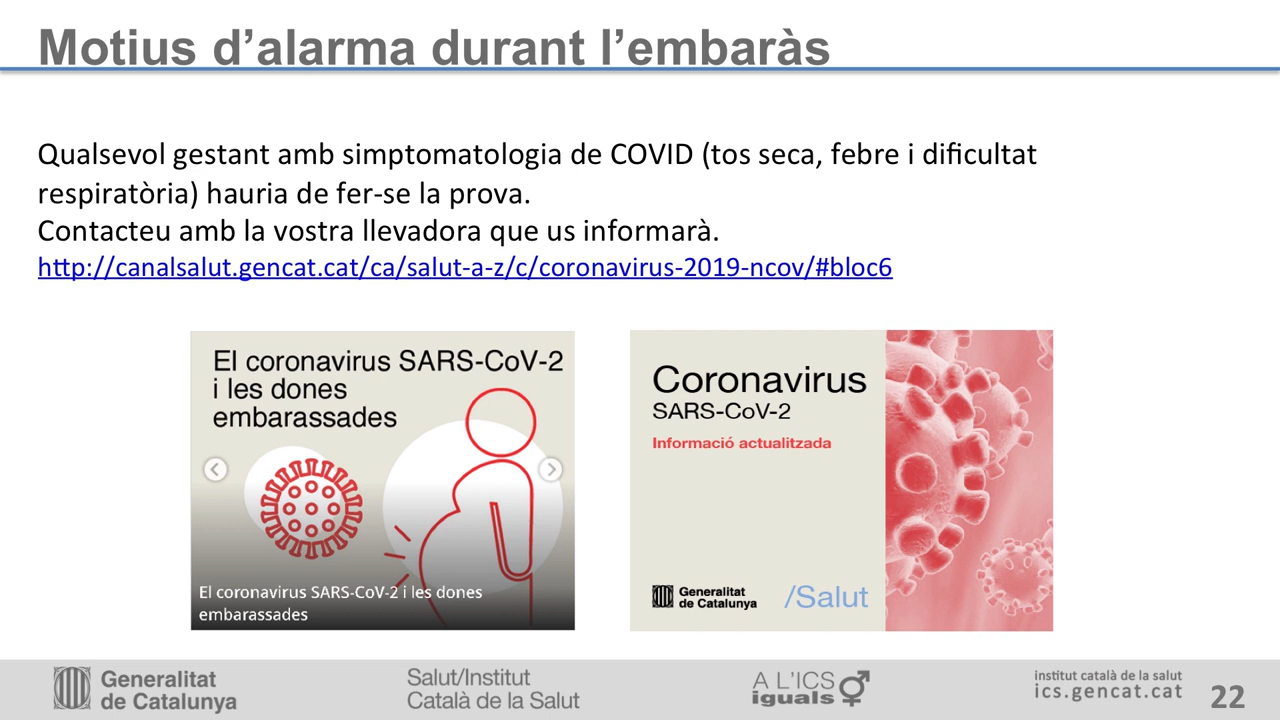 Motius d’alarma durant l’embaràs
Qualsevol gestant amb simptomatologia de COVID (tos seca, febre i dificultat
respiratòria) hauria de fer-se la prova.
Contacteu amb la vostra llevadora que us informarà.
http://canalsalut.gencat.cat/ca/salut-a-z/c/coronavirus-2019-ncov/#bloc6
El coronavirus SARS-CoV-2
i les dones
embarassades
El coronavirus SARS-CoV-2 i les dones
embarassades
Coronavirus
SARS-CoV-2
Informació actualitzada
Generalitat
de Catalunya
/Salut
Generalitat
de Catalunya
Salut/Institut
Català de la Salut
A L'ICS
iguals
institut català de la salut
ics.gencat.cat
22